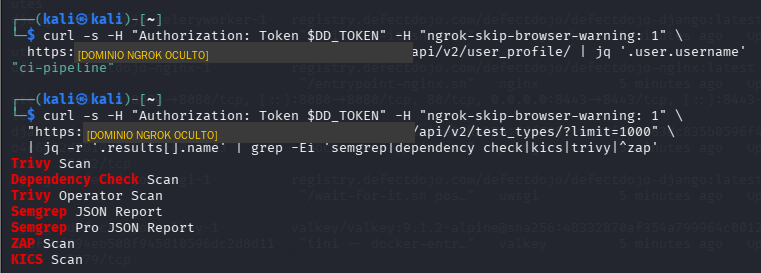 ┌──(kali㉿kali)-[~]
└─$ curl -s -H "Authorization: Token $DD_TOKEN" -H "ngrok-skip-browser-warning: 1" \
https: [DOMINIO NGROK OCULTO] api/v2/user_profile/ | jq '.user.username'
"ci-pipeline"
┌──(kali㉿kali)-[~]
└─$ curl -s -H "Authorization: Token $DD_TOKEN" -H "ngrok-skip-browser-warning: 1" \
"https: [DOMINIO NGROK OCULTO] /api/v2/test_types/?limit=1000" \
| jq -r '.results[].name' | grep -Ei 'semgrep|dependency check|kics|trivy|^zap'
Trivy Scan
Dependency Check Scan
Trivy Operator Scan
Semgrep JSON Report
Semgrep Pro JSON Report
ZAP Scan
KICS Scan